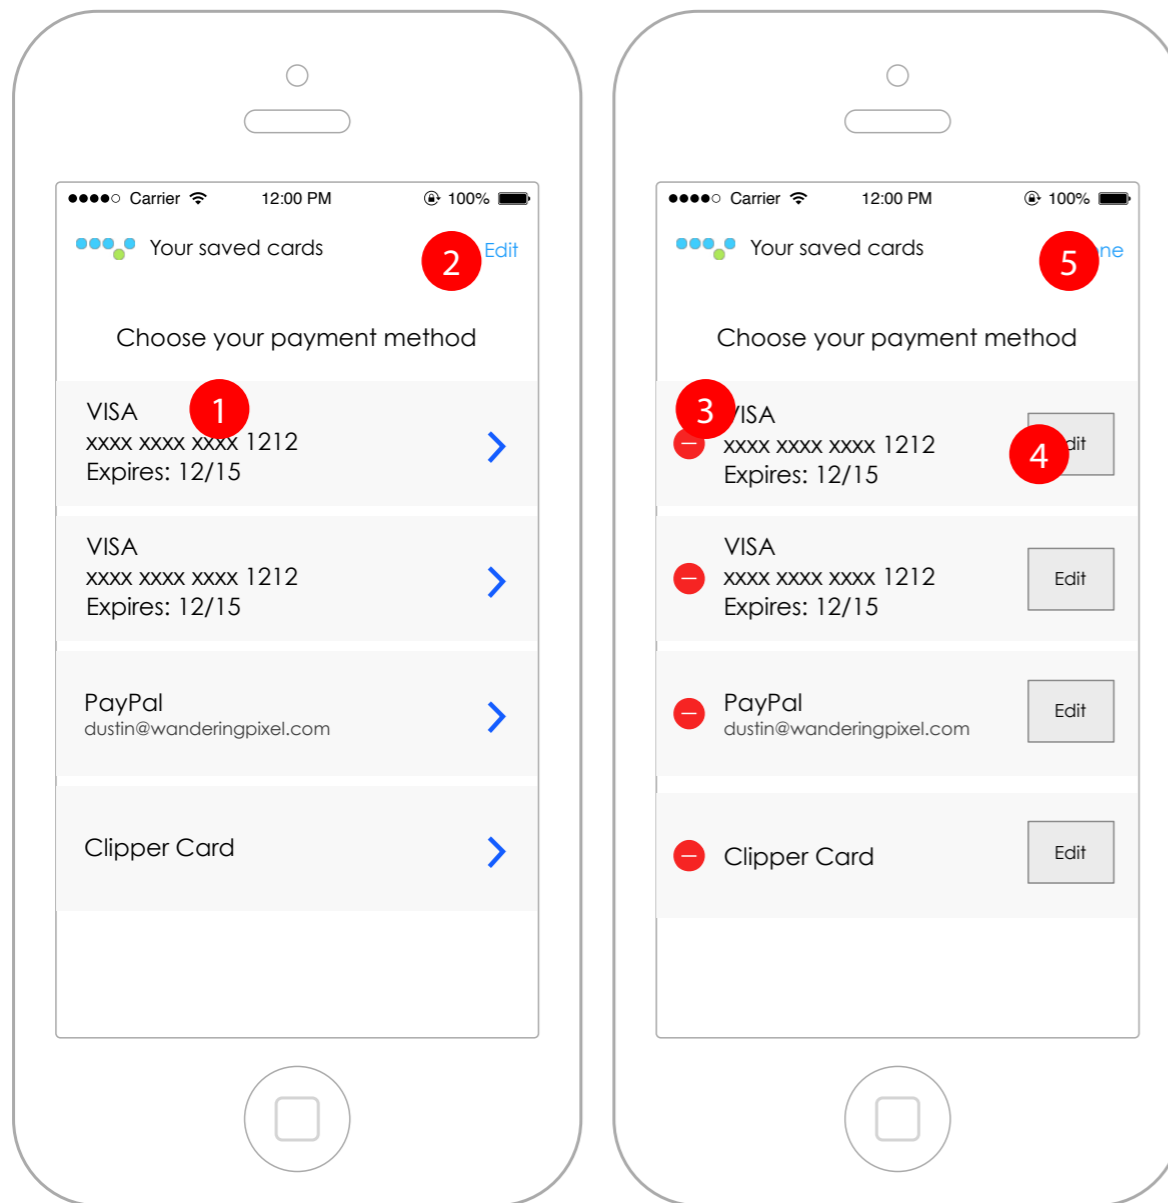 Carrier 12:00 PM 100%
Your saved cards 2 Edit
Choose your payment method
VISA 1
xxxx xxxx xxxx 1212
Expires: 12/15
VISA
xxxx xxxx xxxx 1212
Expires: 12/15
PayPal
dustin@wanderingpixel.com
Clipper Card
Carrier 12:00 PM 100%
Your saved cards 5
Choose your payment method
3 VISA
xxxx xxxx xxxx 1212 4 Edit
Expires: 12/15
VISA
xxxx xxxx xxxx 1212 Edit
Expires: 12/15
PayPal Edit
dustin@wanderingpixel.com
Clipper Card Edit